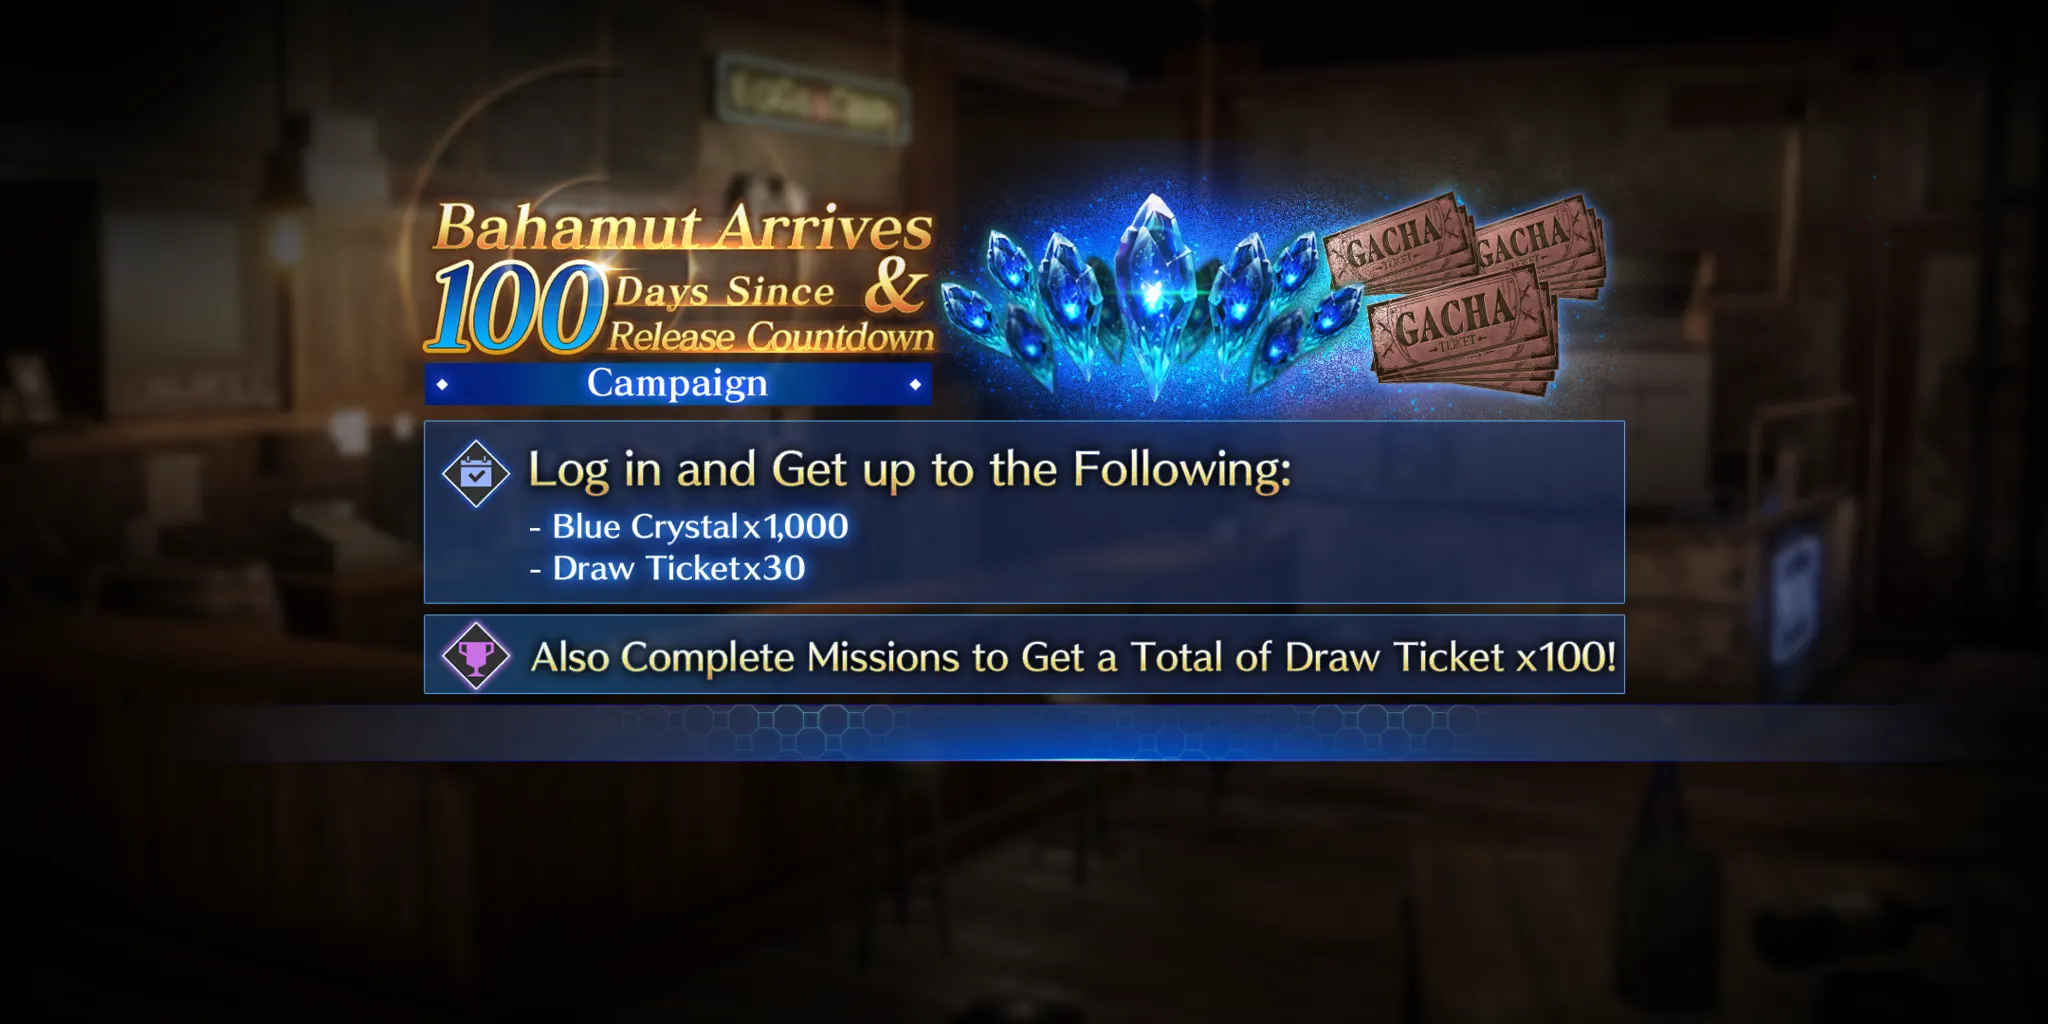 Bahamut Arrives &
100 Days Since
Release Countdown
Campaign
GACHA
TICKET
GACHA
GACHA
TICKET
Log in and Get up to the Following:
- Blue Crystal x1,000
- Draw Ticket x30
Also Complete Missions to Get a Total of Draw Ticket x100!